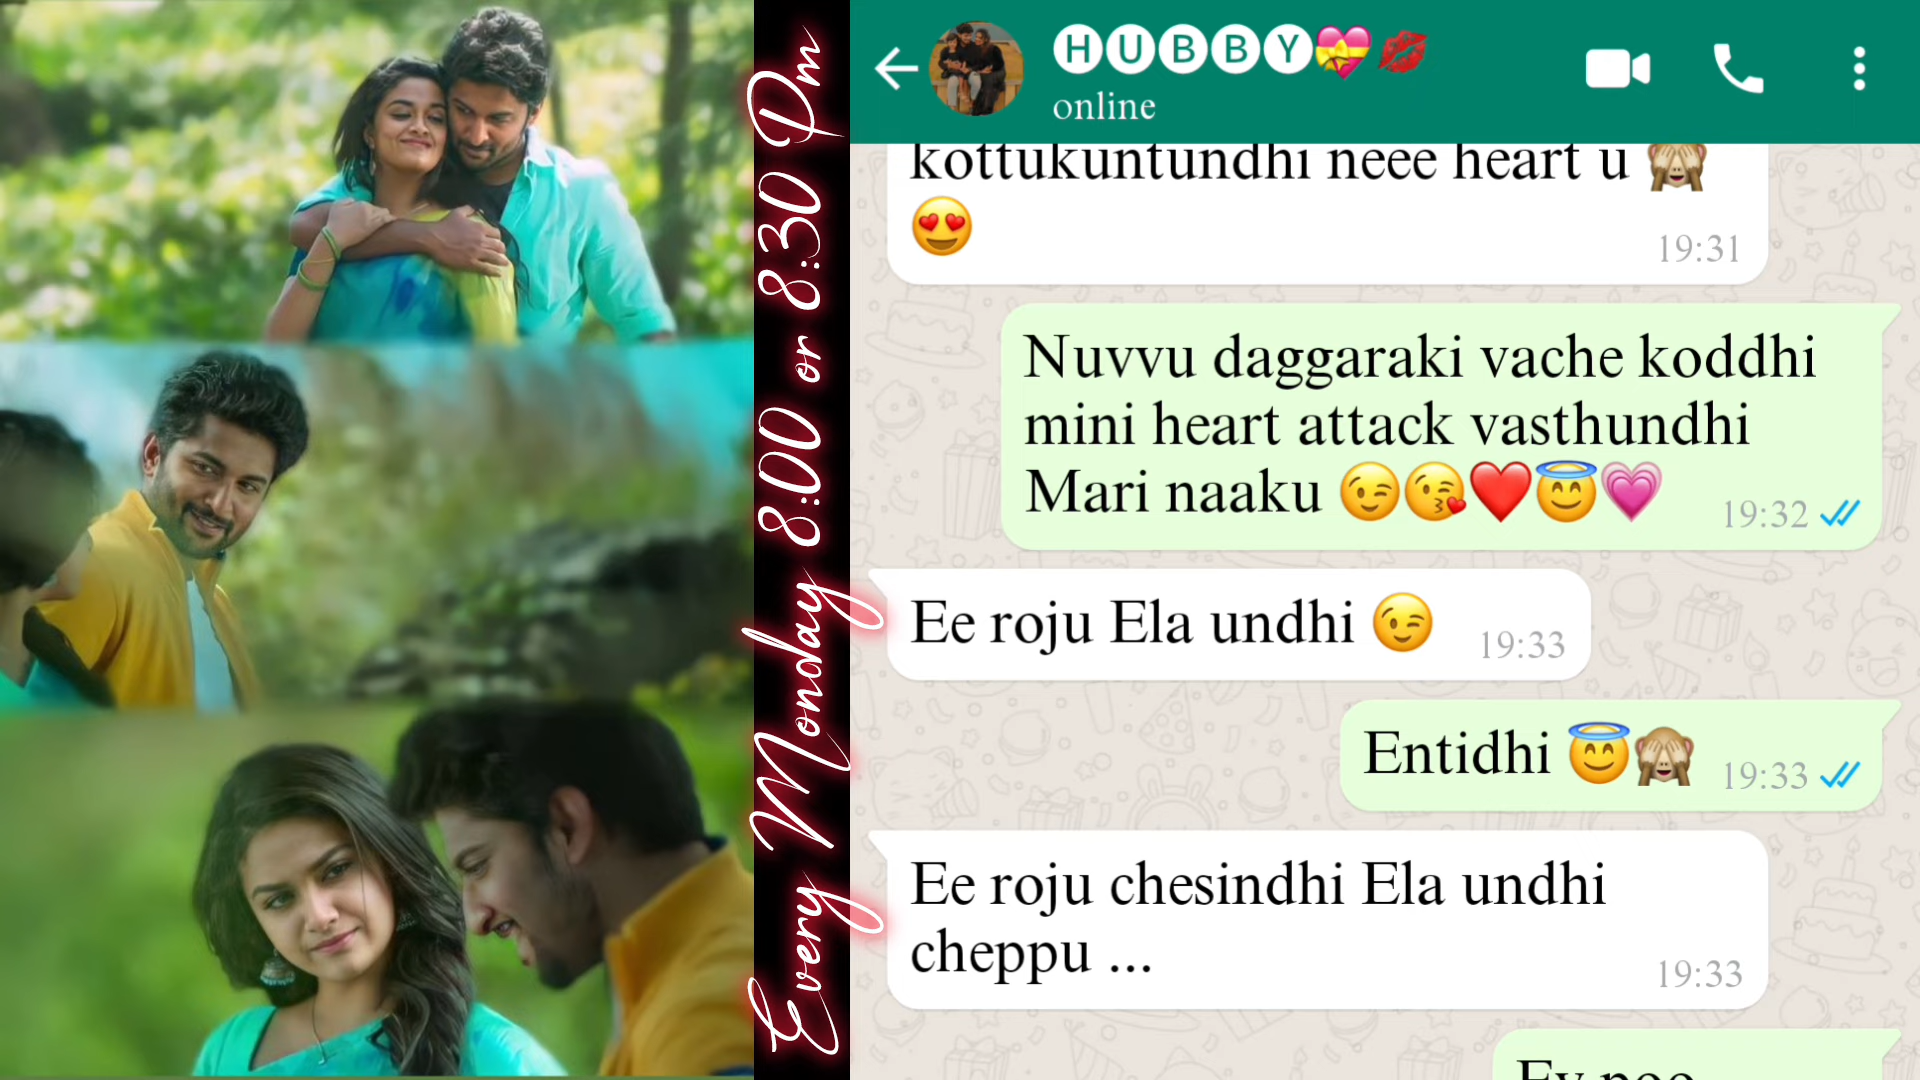 Every Monday 8:00 or 8:30 Pm
🅗🅤🅑🅑🅨💝💋
online
kottukuntundhi neee heart u 🙈
😍
19:31
Nuvvu daggaraki vache koddhi
mini heart attack vasthundhi
Mari naaku 😉😘❤️😇💗
19:32
Ee roju Ela undhi 😉
19:33
Entidhi 😇🙈
19:33
Ee roju chesindhi Ela undhi
cheppu ...
19:33
Ey poo